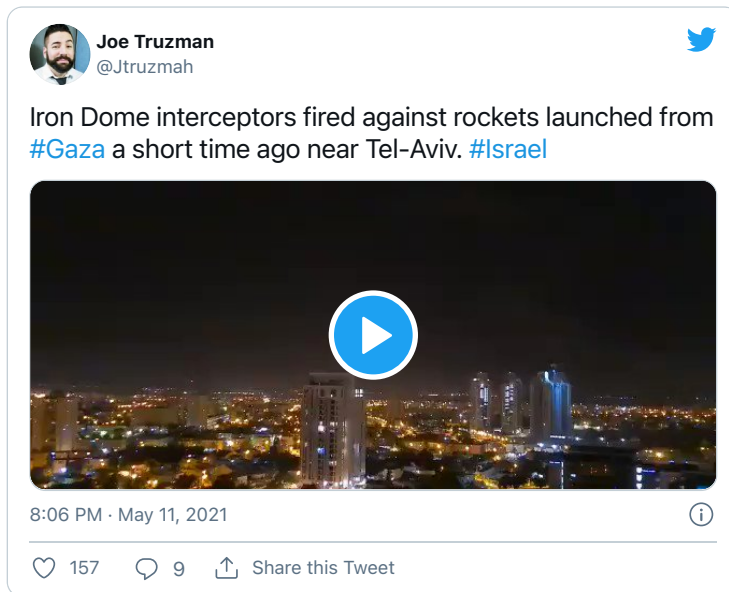 Joe Truzman
@Jtruzmah
Iron Dome interceptors fired against rockets launched from
#Gaza a short time ago near Tel-Aviv. #Israel
8:06 PM · May 11, 2021
157
9
Share this Tweet